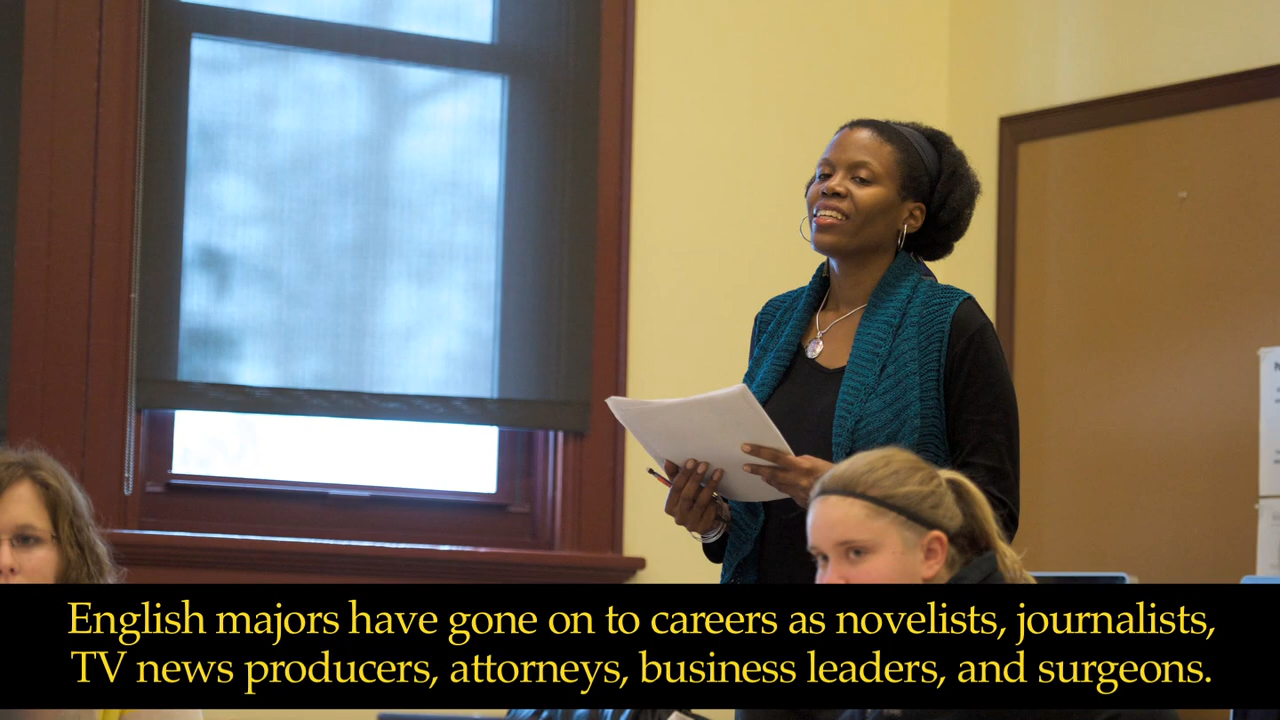 English majors have gone on to careers as novelists, journalists,
TV news producers, attorneys, business leaders, and surgeons.